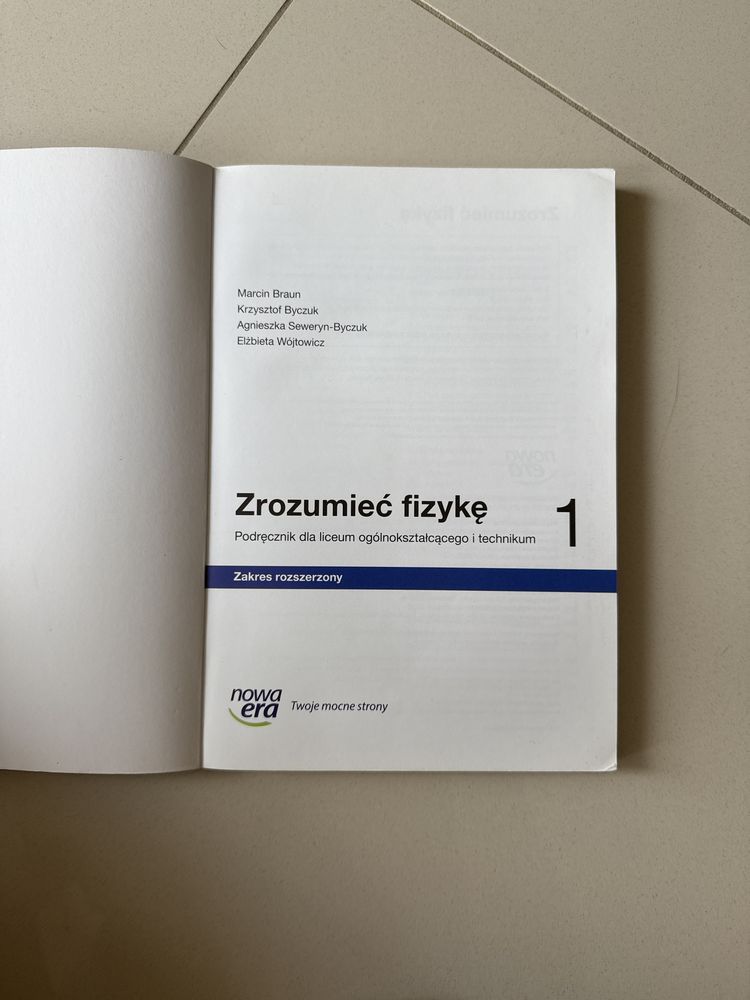 Marcin Braun
Krzysztof Byczuk
Agnieszka Seweryn-Byczuk
Elżbieta Wójtowicz
Zrozumieć fizykę 1
Podręcznik dla liceum ogólnokształcącego i technikum
Zakres rozszerzony
nowa
era
Twoje mocne strony